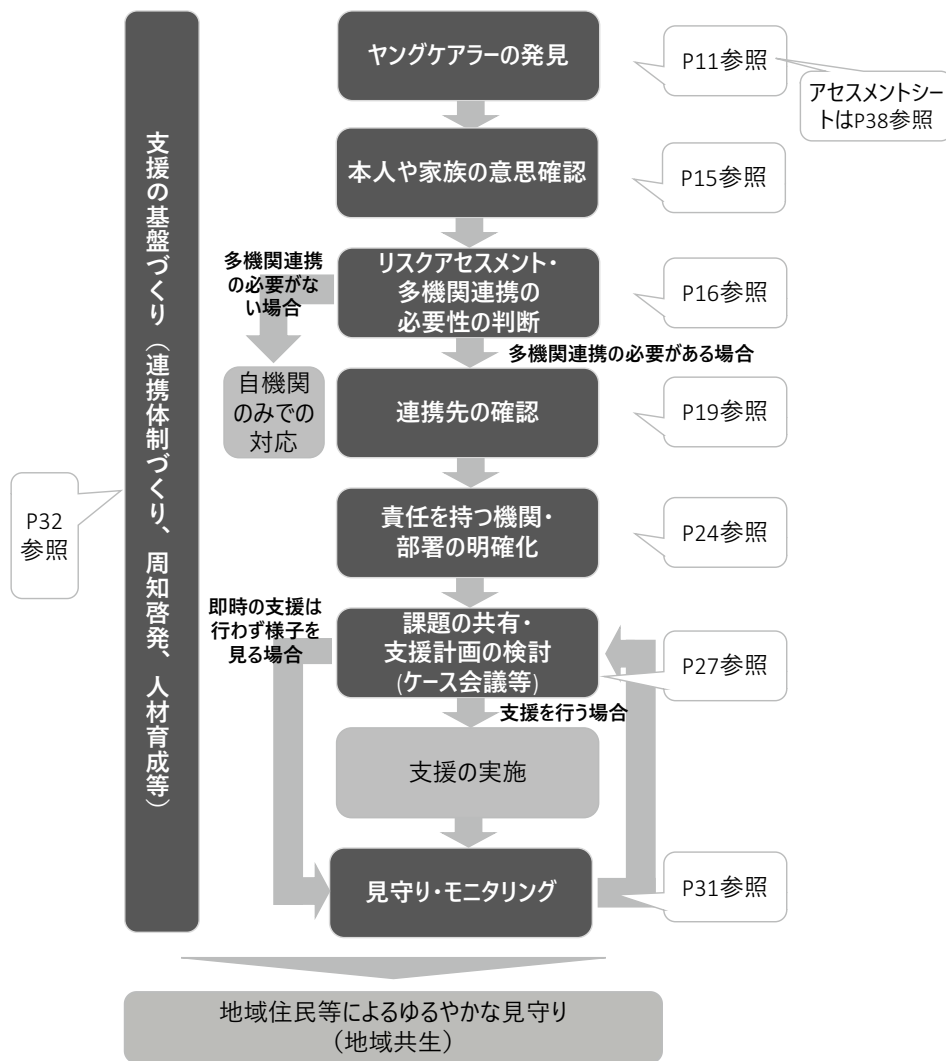 ヤングケアラーの発見
P11参照
アセスメントシー
トはP38参照
本人や家族の意思確認
P15参照
多機関連携
の必要がな
い場合
リスクアセスメント・
多機関連携の
必要性の判断
P16参照
多機関連携の必要がある場合
自機関
のみでの
対応
連携先の確認
P19参照
支援の基盤づくり（連携体制づくり、周知啓発、人材育成等）
P32
参照
責任を持つ機関・
部署の明確化
P24参照
即時の支援は
行わず様子を
見る場合
課題の共有・
支援計画の検討
(ケース会議等)
P27参照
支援を行う場合
支援の実施
見守り・モニタリング
P31参照
地域住民等によるゆるやかな見守り
（地域共生）